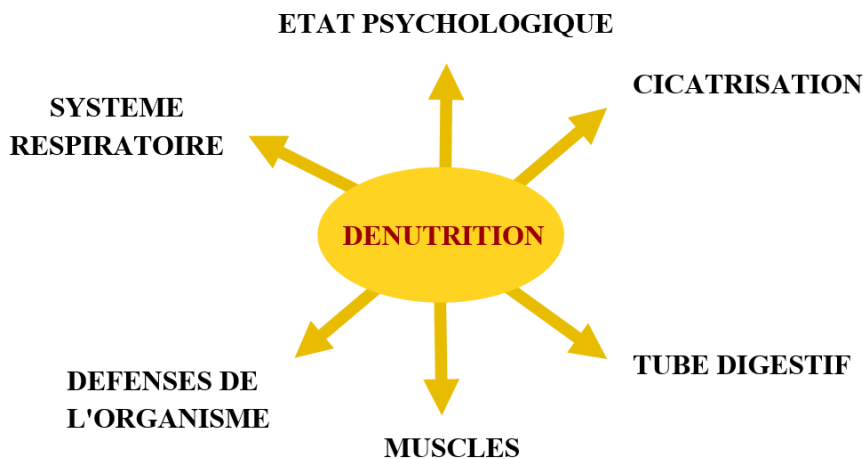 ETAT PSYCHOLOGIQUE
CICATRISATION
SYSTEME
RESPIRATOIRE
DENUTRITION
TUBE DIGESTIF
DEFENSES DE
L'ORGANISME
MUSCLES